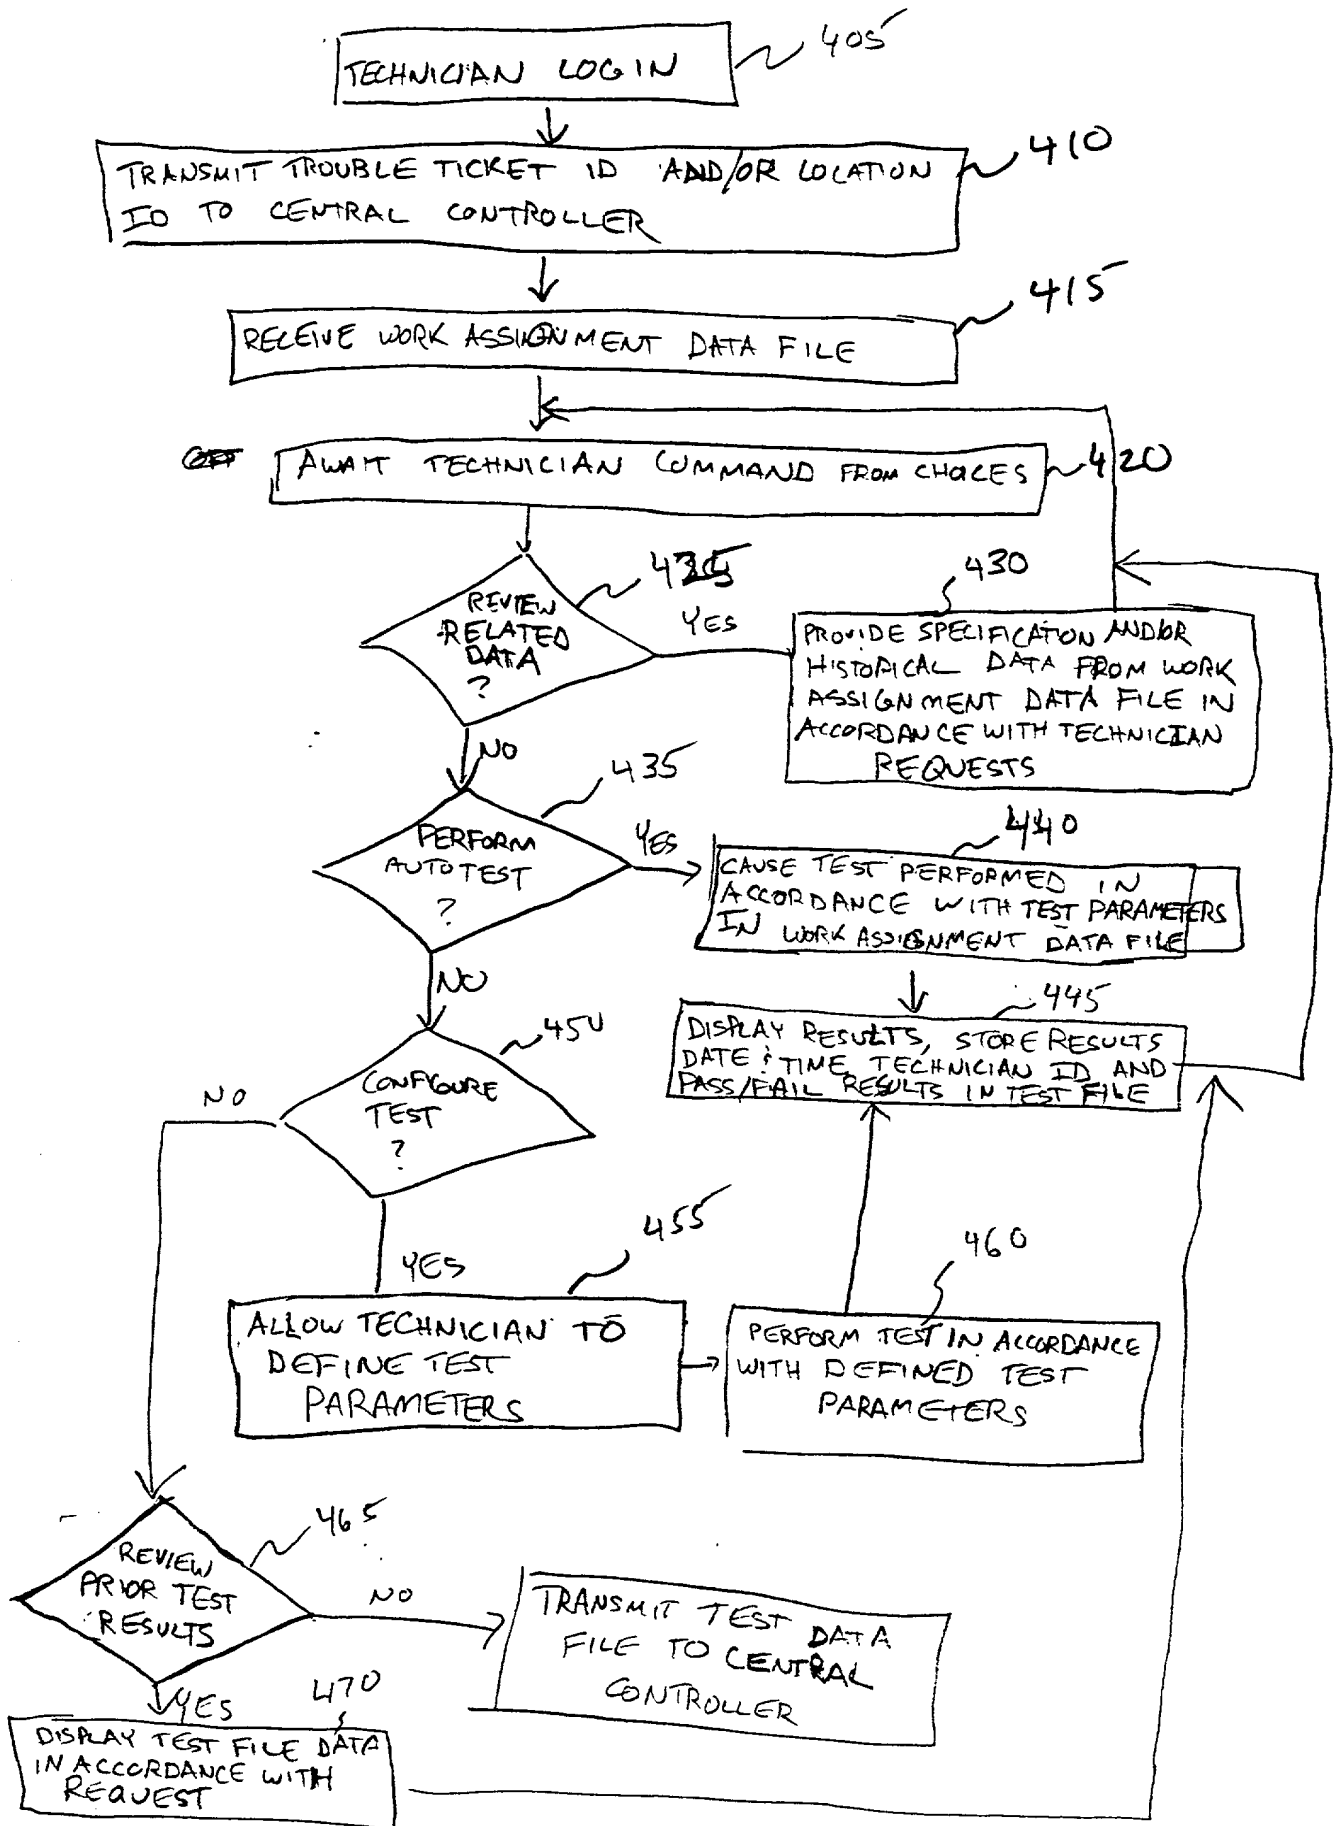 405
TECHNICIAN LOGIN
410
TRANSMIT TROUBLE TICKET ID AND/OR LOCATION
ID TO CENTRAL CONTROLLER
415
RECEIVE WORK ASSIGNMENT DATA FILE
AWAIT TECHNICIAN COMMAND FROM CHOICES
420
REVIEW
RELATED
DATA
?
YES
430
PROVIDE SPECIFICATION AND/OR
HISTORICAL DATA FROM WORK
ASSIGNMENT DATA FILE IN
ACCORDANCE WITH TECHNICIAN
REQUESTS
NO
435
PERFORM
AUTOTEST
?
YES
440
CAUSE TEST PERFORMED IN
ACCORDANCE WITH TEST PARAMETERS
IN WORK ASSIGNMENT DATA FILE
NO
445
DISPLAY RESULTS, STORE RESULTS
DATE & TIME, TECHNICIAN ID AND
PASS/FAIL RESULTS IN TEST FILE
450
CONFIGURE
TEST
?
NO
YES
455
ALLOW TECHNICIAN TO
DEFINE TEST
PARAMETERS
460
PERFORM TEST IN ACCORDANCE
WITH DEFINED TEST
PARAMETERS
465
REVIEW
PRIOR TEST
RESULTS
NO
TRANSMIT TEST DATA
FILE TO CENTRAL
CONTROLLER
YES
470
DISPLAY TEST FILE DATA
IN ACCORDANCE WITH
REQUEST